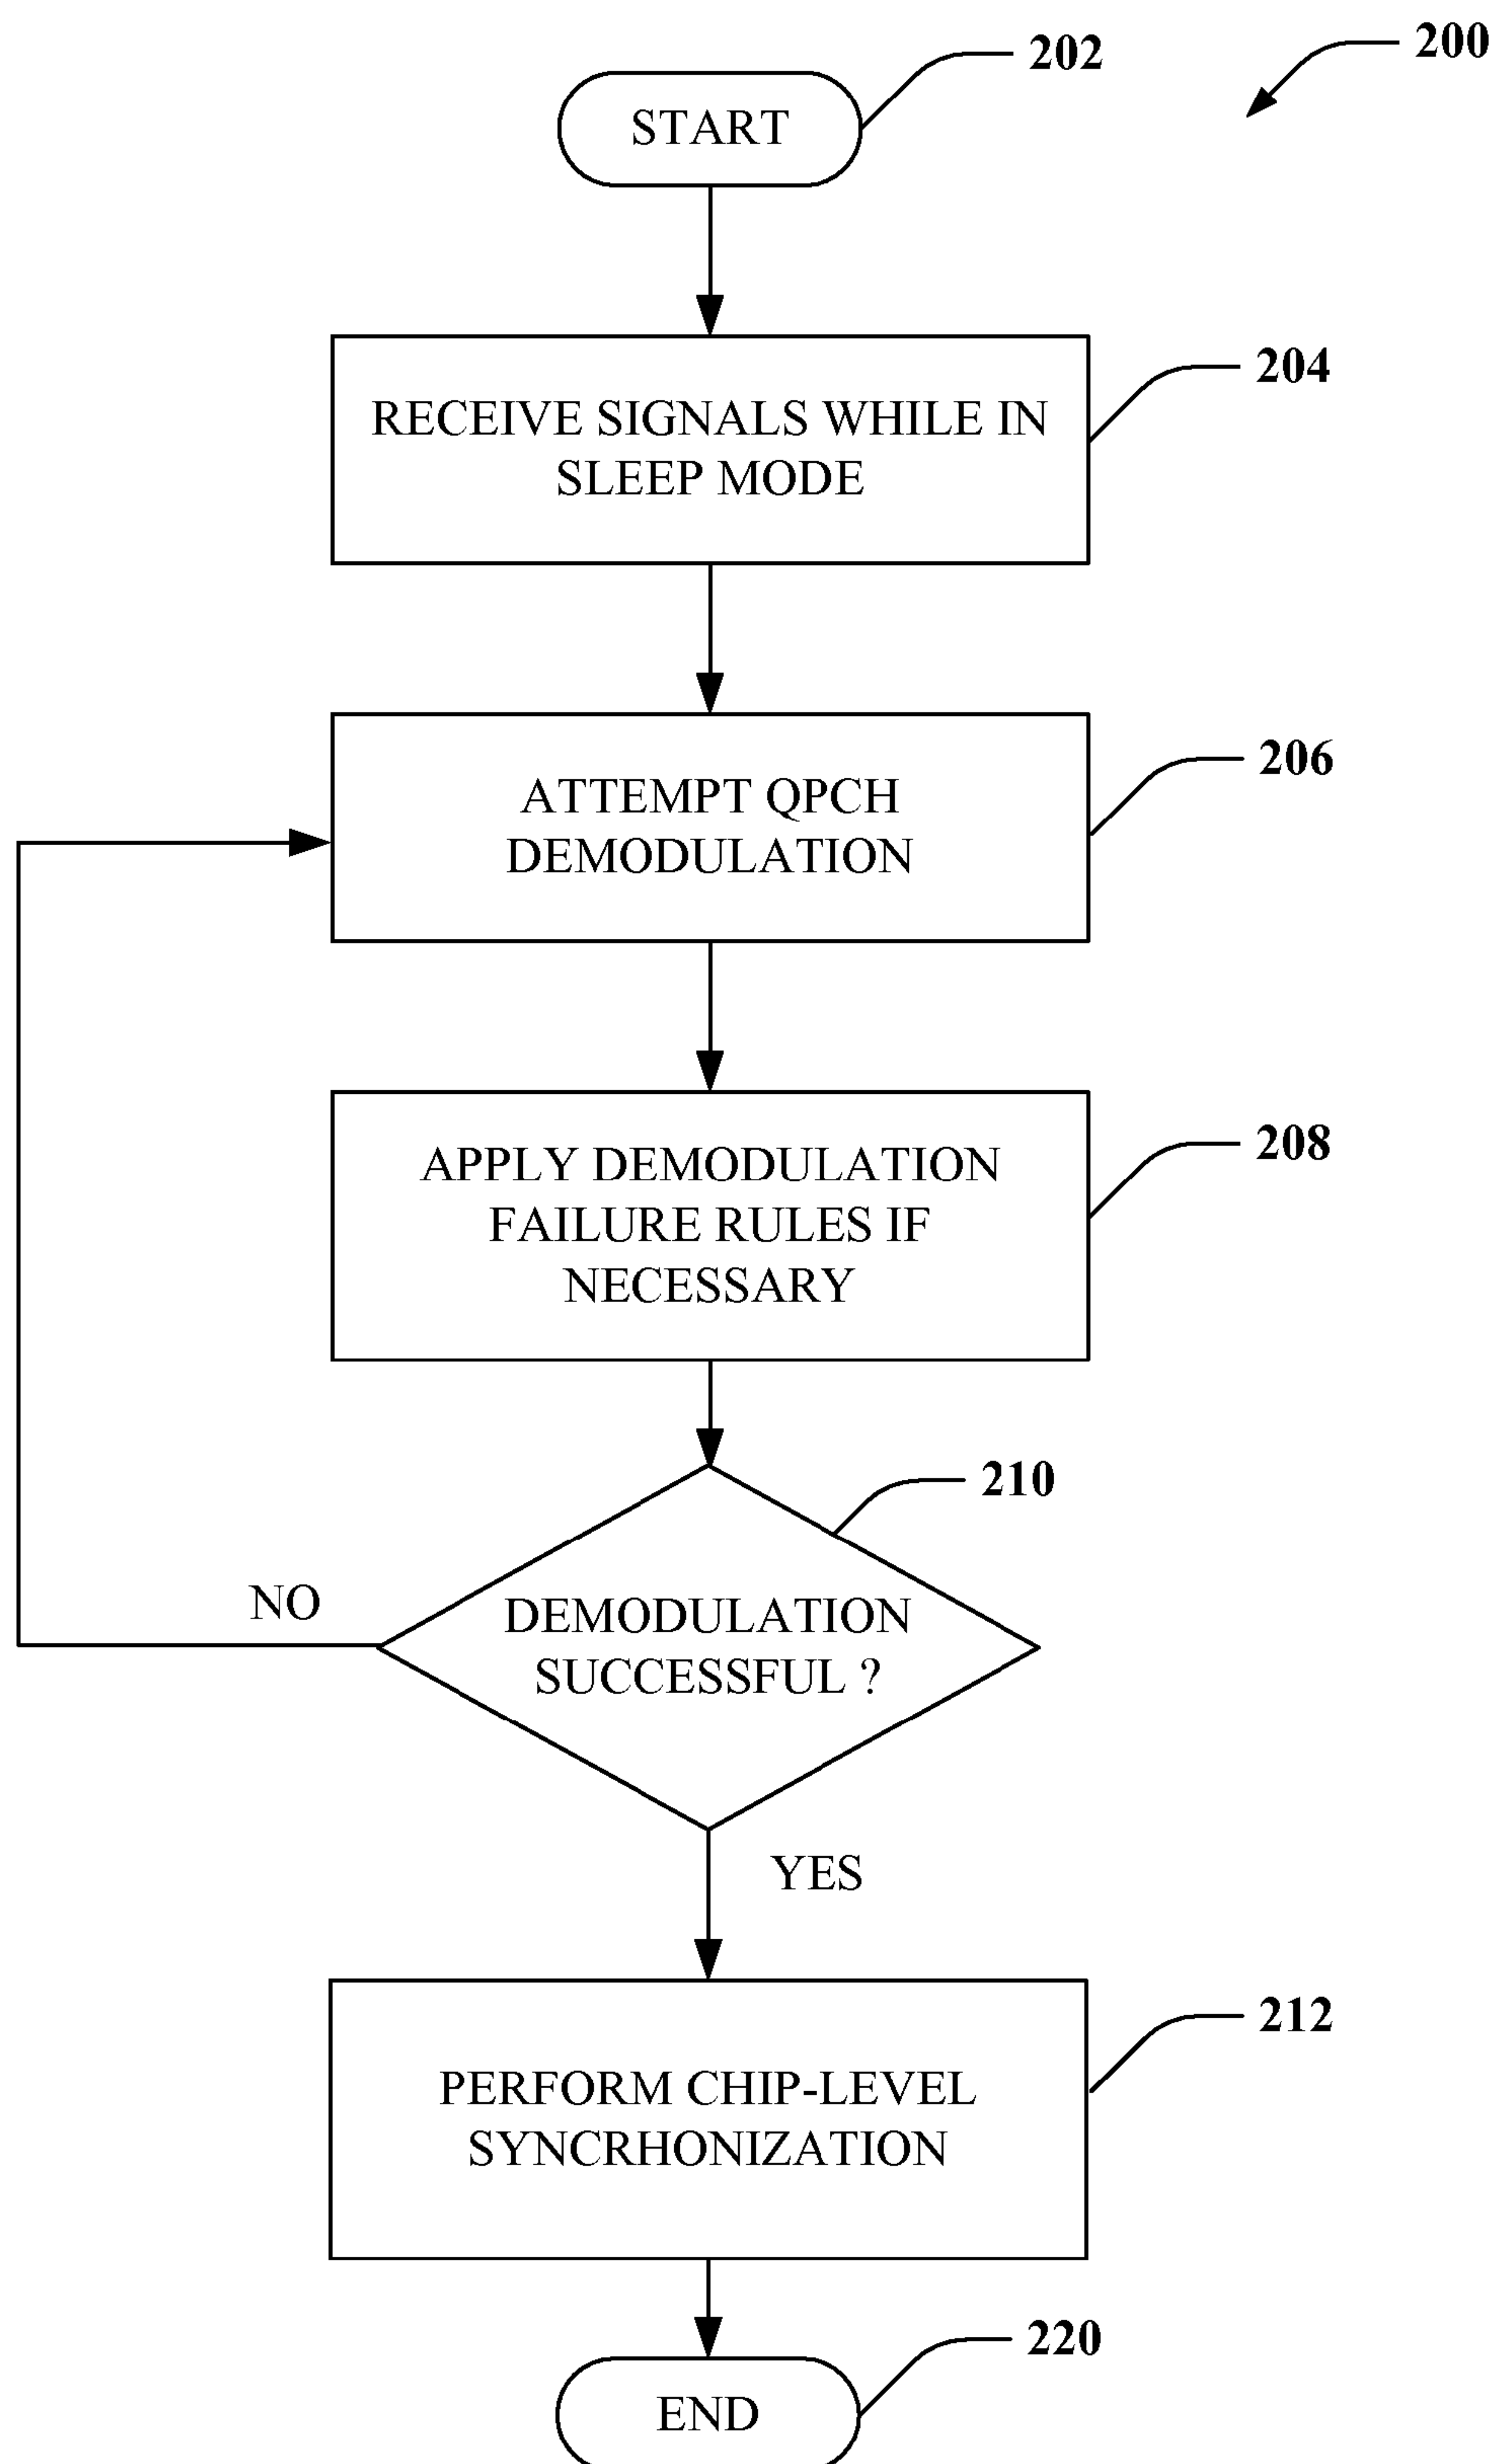 200
202
START
204
RECEIVE SIGNALS WHILE IN
SLEEP MODE
206
ATTEMPT QPCH
DEMODULATION
208
APPLY DEMODULATION
FAILURE RULES IF
NECESSARY
210
DEMODULATION
SUCCESSFUL ?
NO
YES
212
PERFORM CHIP-LEVEL
SYNCRHONIZATION
220
END